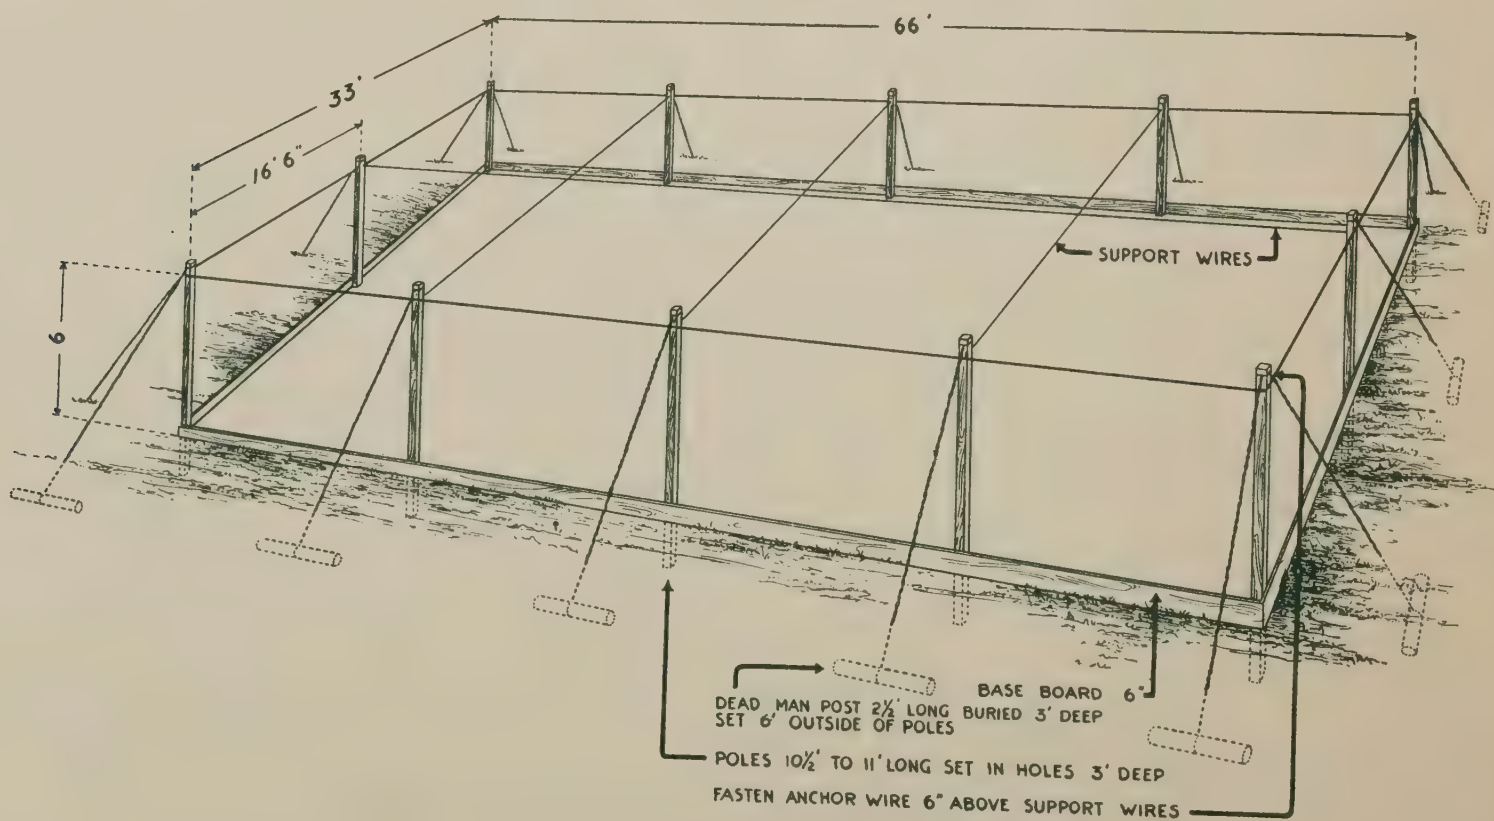 66'
33'
16' 6"
SUPPORT WIRES
6
BASE BOARD 6"
DEAD MAN POST 2½' LONG BURIED 3' DEEP
SET 6' OUTSIDE OF POLES
POLES 10½' TO 11' LONG SET IN HOLES 3' DEEP
FASTEN ANCHOR WIRE 6" ABOVE SUPPORT WIRES